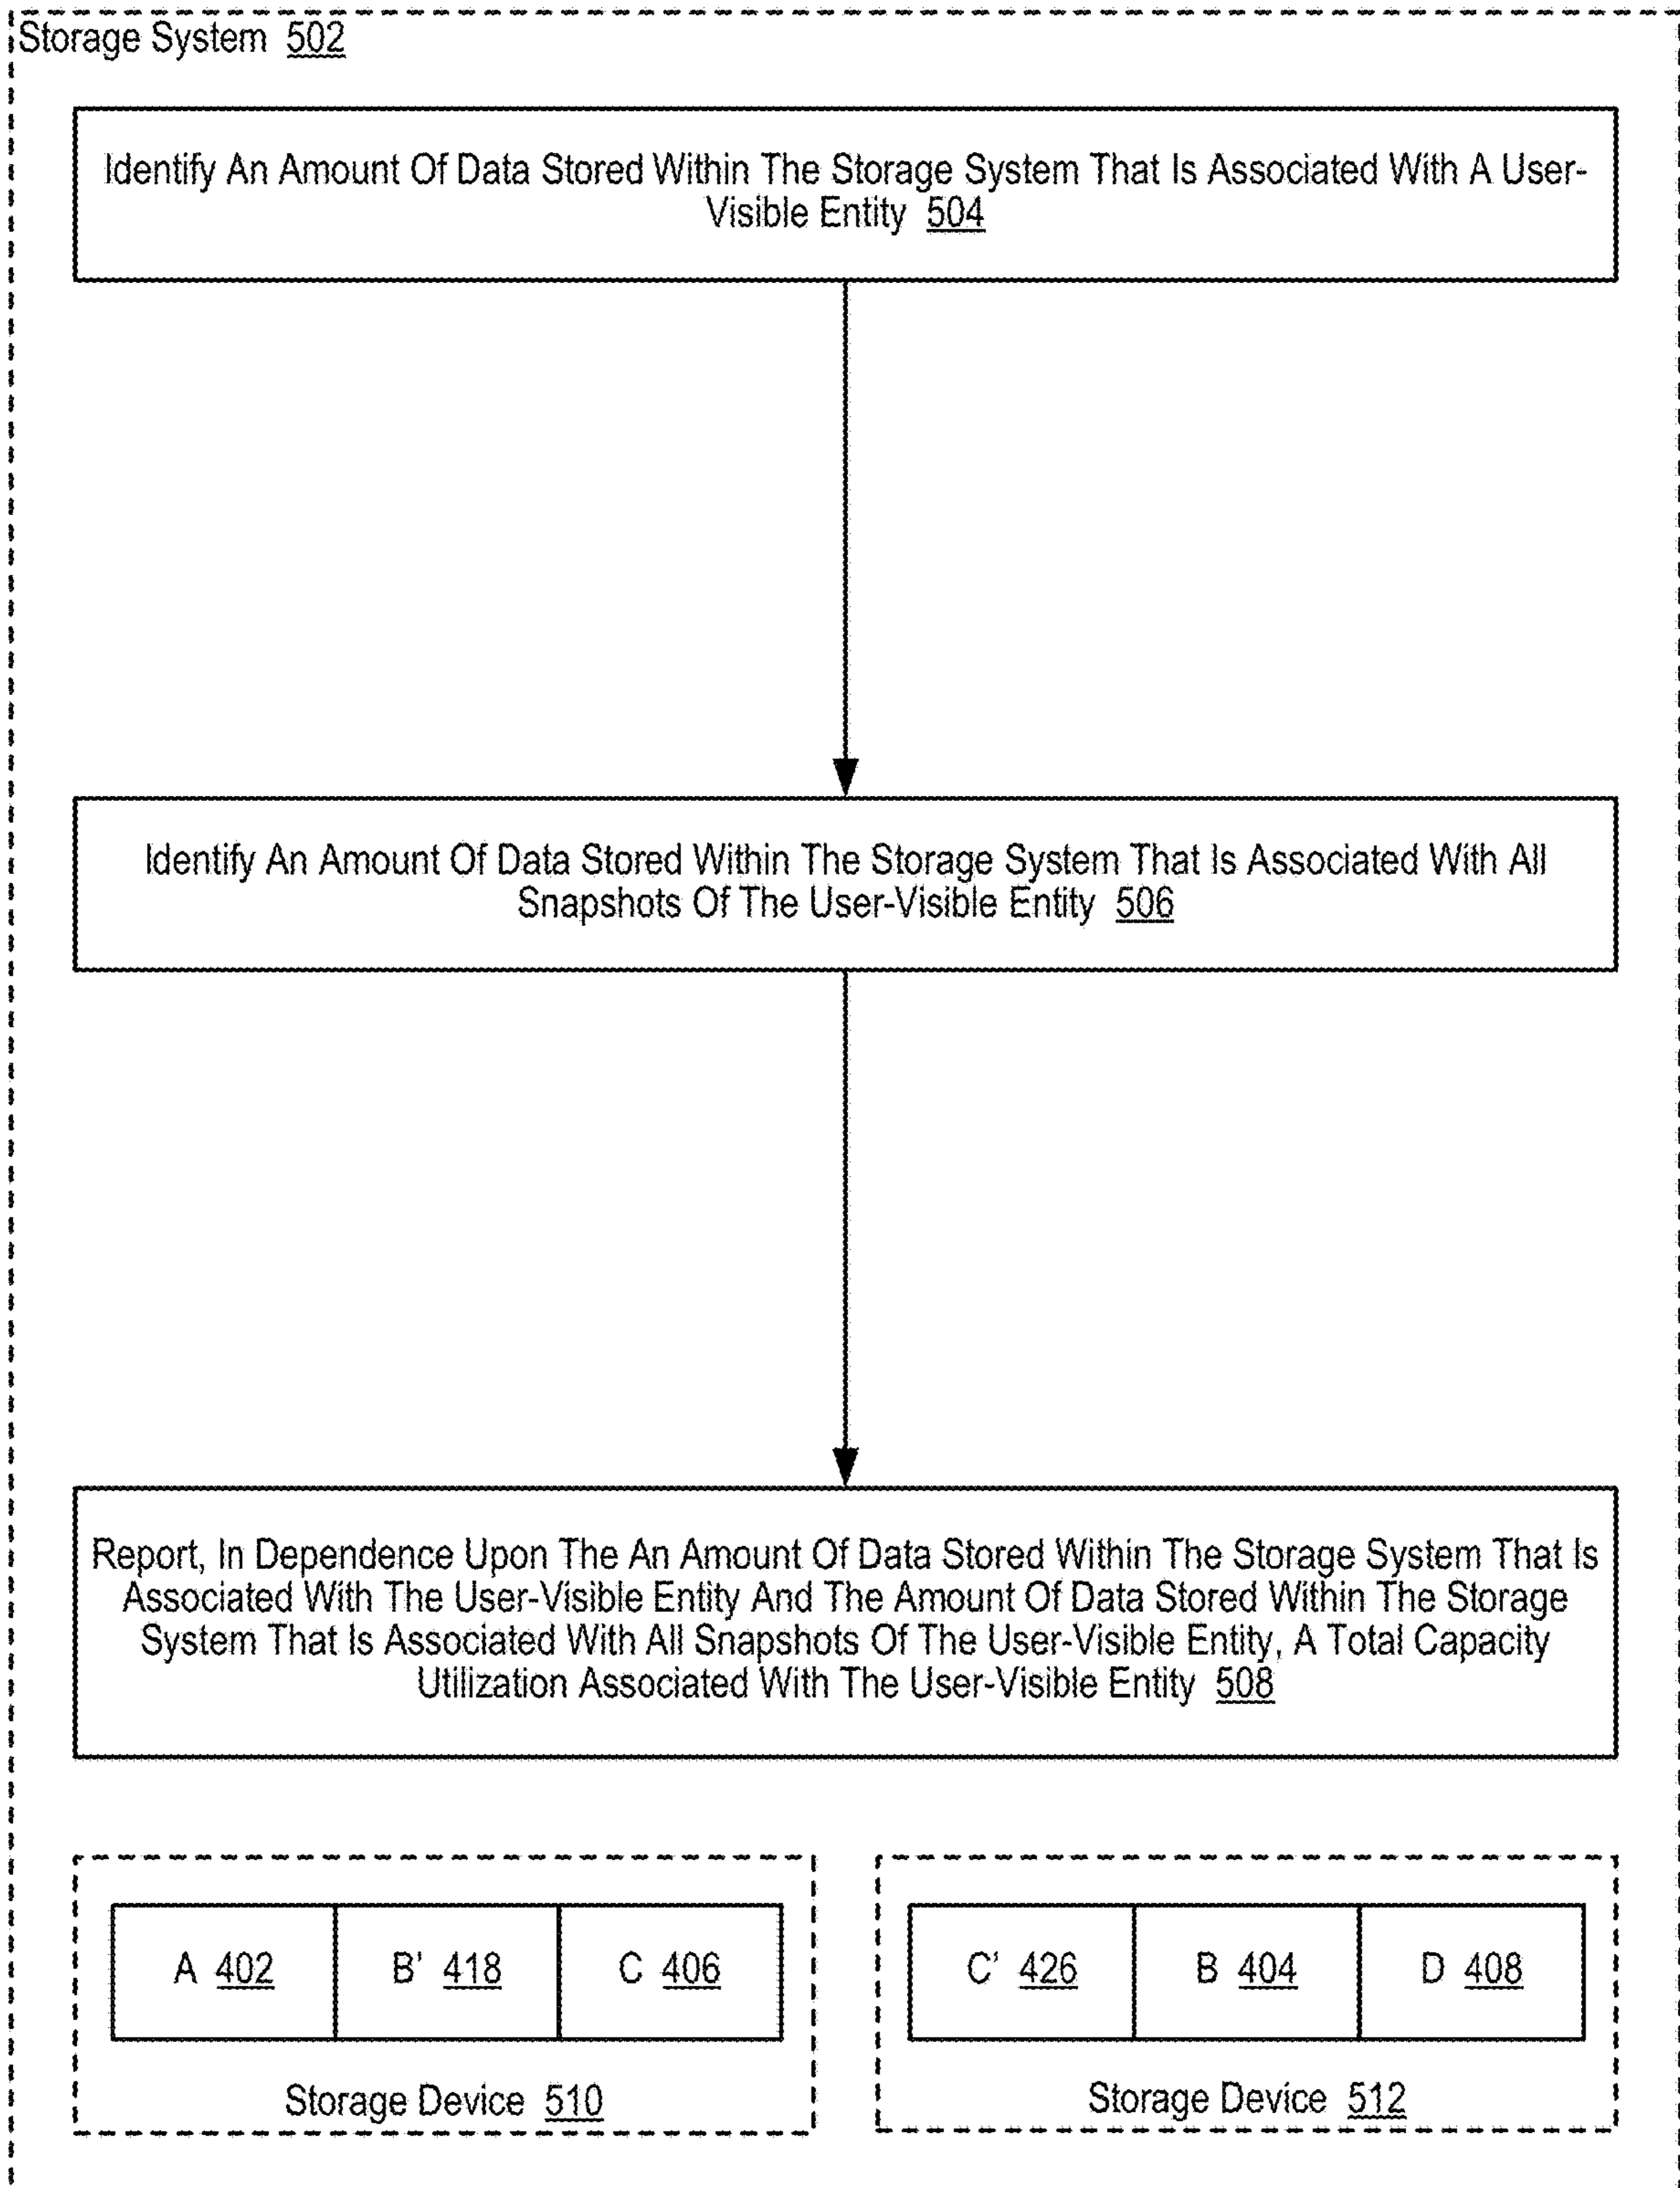 Storage System 502
Identify An Amount Of Data Stored Within The Storage System That Is Associated With A User-
Visible Entity 504
Identify An Amount Of Data Stored Within The Storage System That Is Associated With All
Snapshots Of The User-Visible Entity 506
Report, In Dependence Upon The An Amount Of Data Stored Within The Storage System That Is
Associated With The User-Visible Entity And The Amount Of Data Stored Within The Storage
System That Is Associated With All Snapshots Of The User-Visible Entity, A Total Capacity
Utilization Associated With The User-Visible Entity 508
A 402
B' 418
C 406
Storage Device 510
C' 426
B 404
D 408
Storage Device 512